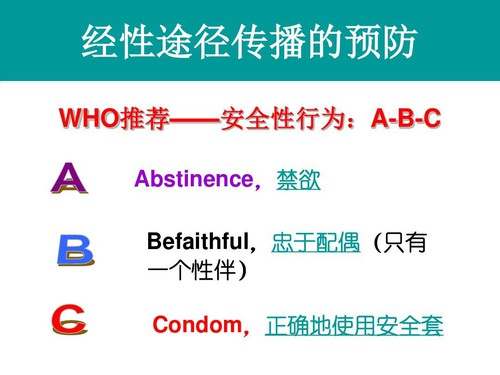 经性途径传播的预防
WHO推荐——安全性行为：A-B-C
A Abstinence，禁欲
B Befaithful，忠于配偶（只有
一个性伴）
C Condom，正确地使用安全套